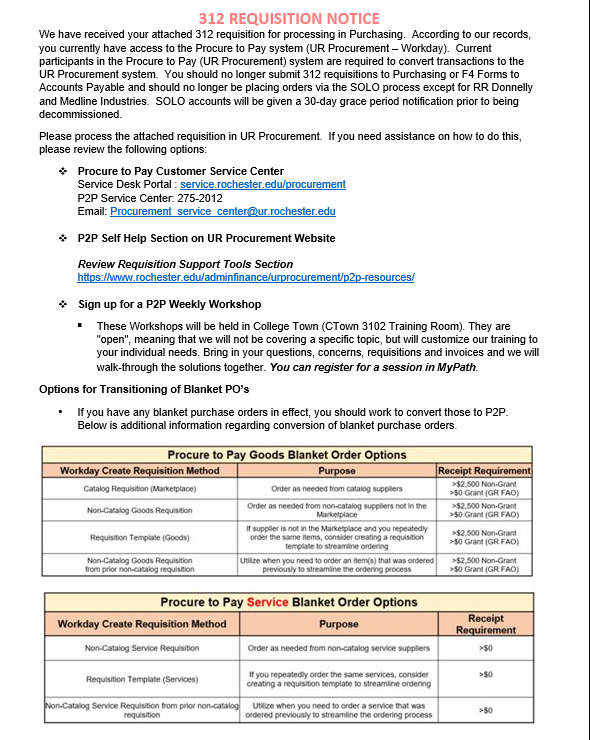 312 REQUISITION NOTICE
We have received your attached 312 requisition for processing in Purchasing. According to our records,
you currently have access to the Procure to Pay system (UR Procurement – Workday). Current
participants in the Procure to Pay (UR Procurement) system are required to convert transactions to the
UR Procurement system. You should no longer submit 312 requisitions to Purchasing or F4 Forms to
Accounts Payable and should no longer be placing orders via the SOLO process except for RR Donnelly
and Medline Industries. SOLO accounts will be given a 30-day grace period notification prior to being
decommissioned.
Please process the attached requisition in UR Procurement. If you need assistance on how to do this,
please review the following options:
❖ Procure to Pay Customer Service Center
Service Desk Portal : service.rochester.edu/procurement
P2P Service Center: 275-2012
Email: Procurement_service_center@ur.rochester.edu
❖ P2P Self Help Section on UR Procurement Website
Review Requisition Support Tools Section
https://www.rochester.edu/adminfinance/urprocurement/p2p-resources/
❖ Sign up for a P2P Weekly Workshop
▪ These Workshops will be held in College Town (CTown 3102 Training Room). They are
"open", meaning that we will not be covering a specific topic, but will customize our training to
your individual needs. Bring in your questions, concerns, requisitions and invoices and we will
walk-through the solutions together. You can register for a session in MyPath.
Options for Transitioning of Blanket PO's
• If you have any blanket purchase orders in effect, you should work to convert those to P2P.
Below is additional information regarding conversion of blanket purchase orders.
Procure to Pay Goods Blanket Order Options
Workday Create Requisition Method Purpose Receipt Requirement
Catalog Requisition (Marketplace) Order as needed from catalog suppliers >$2,500 Non-Grant
>$0 Grant (GR FAO)
Non-Catalog Goods Requisition Order as needed from non-catalog suppliers not in the
Marketplace >$2,500 Non-Grant
>$0 Grant (GR FAO)
Requisition Template (Goods) If supplier is not in the Marketplace and you repeatedly
order the same items, consider creating a requisition
template to streamline ordering >$2,500 Non-Grant
>$0 Grant (GR FAO)
Non-Catalog Goods Requisition
from prior non-catalog requisition Utilize when you need to order an item(s) that was ordered
previously to streamline the ordering process >$2,500 Non-Grant
>$0 Grant (GR FAO)
Procure to Pay Service Blanket Order Options
Workday Create Requisition Method Purpose Receipt
Requirement
Non-Catalog Service Requisition Order as needed from non-catalog service suppliers >$0
Requisition Template (Services) If you repeatedly order the same services, consider
creating a requisition template to streamline ordering >$0
Non-Catalog Service Requisition from prior non-catalog
requisition Utilize when you need to order a service that was
ordered previously to streamline the ordering process >$0